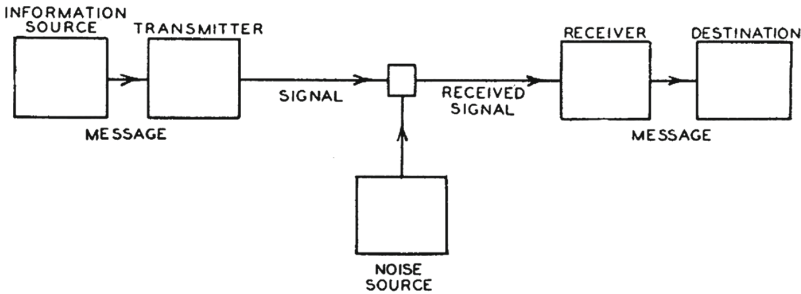 INFORMATION
SOURCE
TRANSMITTER
RECEIVER
DESTINATION
SIGNAL
RECEIVED
SIGNAL
MESSAGE
MESSAGE
NOISE
SOURCE